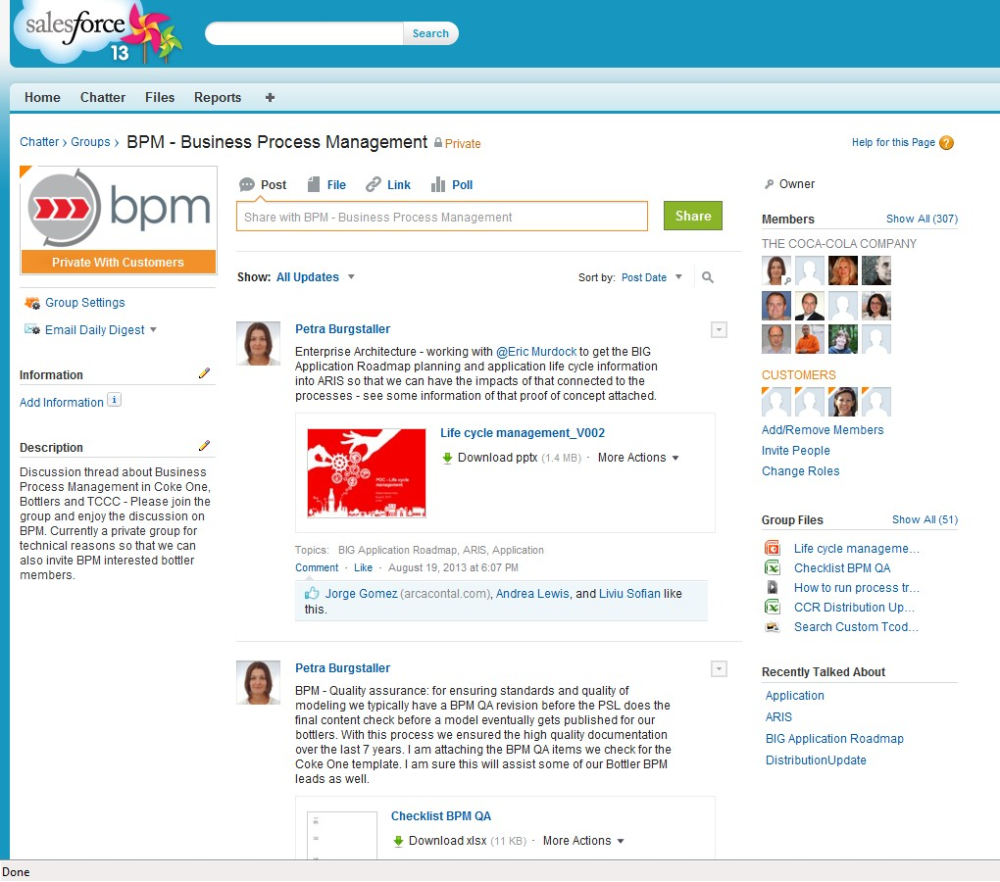 salesforce
13
Search
Home Chatter Files Reports +
Chatter › Groups › BPM - Business Process Management Private
Help for this Page ?
bpm
Private With Customers
Group Settings
Email Daily Digest
Information
Add Information i
Description
Discussion thread about Business
Process Management in Coke One,
Bottlers and TCCC - Please join the
group and enjoy the discussion on
BPM. Currently a private group for
technical reasons so that we can
also invite BPM interested bottler
members.
Post File Link Poll
Share with BPM - Business Process Management
Share
Show: All Updates
Sort by: Post Date
Petra Burgstaller
Enterprise Architecture - working with @Eric Murdock to get the BIG
Application Roadmap planning and application life cycle information
into ARIS so that we can have the impacts of that connected to the
processes - see some information of that proof of concept attached.
POC - Life cycle
management
Life cycle management_V002
Download pptx (1.4 MB) · More Actions
Topics: BIG Application Roadmap, ARIS, Application
Comment · Like · August 19, 2013 at 6:07 PM
Jorge Gomez (arcacontal.com), Andrea Lewis, and Liviu Sofian like
this.
Petra Burgstaller
BPM - Quality assurance: for ensuring standards and quality of
modeling we typically have a BPM QA revision before the PSL does the
final content check before a model eventually gets published for our
bottlers. With this process we ensured the high quality documentation
over the last 7 years. I am attaching the BPM QA items we check for the
Coke One template. I am sure this will assist some of our Bottler BPM
leads as well.
Checklist BPM QA
Download xlsx (11 KB) · More Actions
Owner
Members Show All (307)
THE COCA-COLA COMPANY
CUSTOMERS
Add/Remove Members
Invite People
Change Roles
Group Files Show All (51)
Life cycle manageme...
Checklist BPM QA
How to run process tr...
CCR Distribution Up...
Search Custom Tcod...
Recently Talked About
Application
ARIS
BIG Application Roadmap
DistributionUpdate
Done